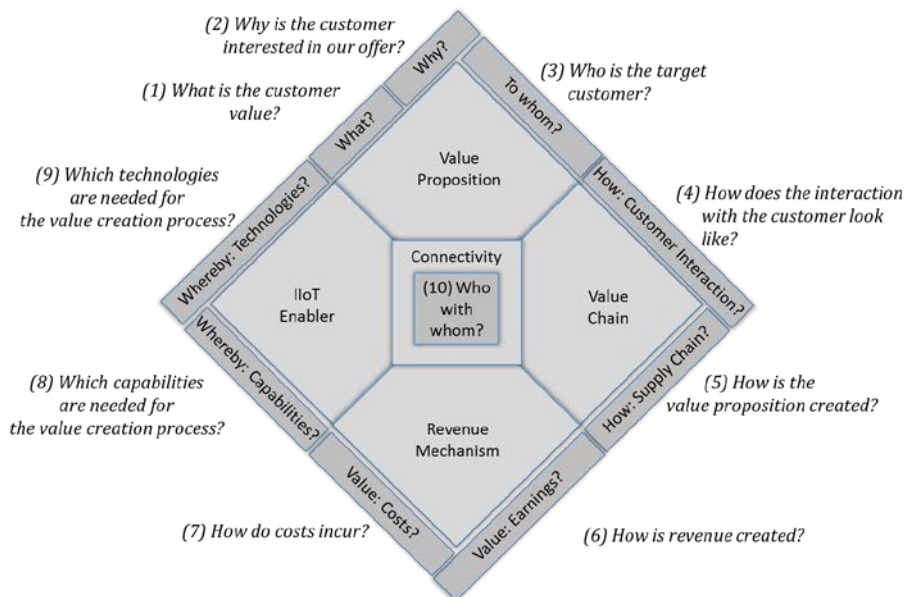 (2) Why is the customer
interested in our offer?
Why?
(1) What is the customer
value?
What?
To whom?
(3) Who is the target
customer?
Value
Proposition
(9) Which technologies
are needed for
the value creation process?
Whereby: Technologies?
How: Customer Interaction?
(4) How does the interaction
with the customer look
like?
IIoT
Enabler
Connectivity
(10) Who
with
whom?
Value
Chain
(8) Which capabilities
are needed for
the value creation process?
Whereby: Capabilities?
How: Supply Chain?
(5) How is the
value proposition created?
Revenue
Mechanism
(7) How do costs incur?
Value: Costs?
Value: Earnings?
(6) How is revenue created?